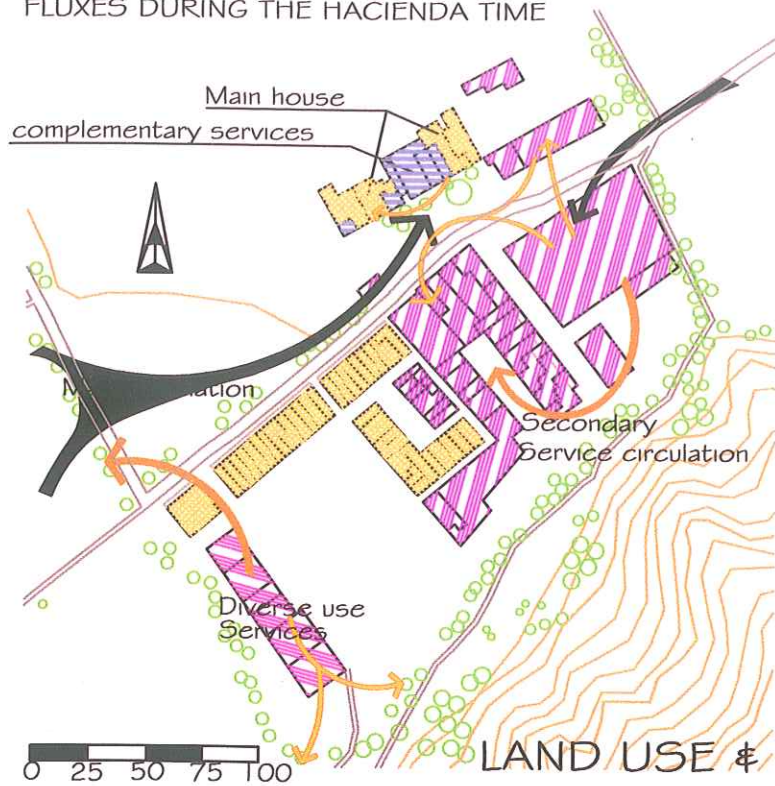 FLUXES DURING THE HACIENDA TIME
Main house
complementary services
Secondary
Service circulation
Diverse use
Services
0 25 50 75 100
LAND USE &